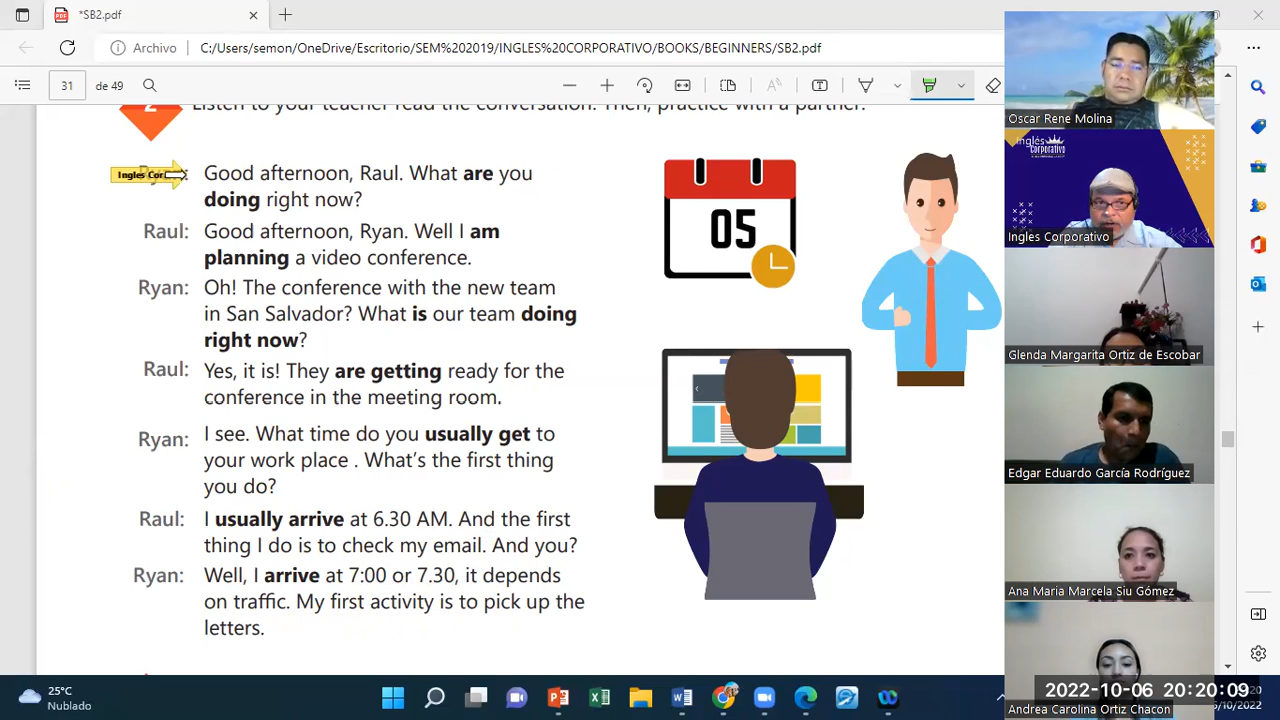 *SB2.pdf
Archivo
C:/Users/semon/OneDrive/Escritorio/SEM%202019/INGLES%20CORPORATIVO/BOOKS/BEGINNERS/SB2.pdf
31
de 49
2
Listen to your teacher read the conversation. Then, practice with a partner.
Good afternoon, Raul. What are you
doing right now?
Raul: Good afternoon, Ryan. Well I am
planning a video conference.
Ryan: Oh! The conference with the new team
in San Salvador? What is our team doing
right now?
Raul: Yes, it is! They are getting ready for the
conference in the meeting room.
Ryan: I see. What time do you usually get to
your work place . What's the first thing
you do?
Raul: I usually arrive at 6.30 AM. And the first
thing I do is to check my email. And you?
Ryan: Well, I arrive at 7:00 or 7.30, it depends
on traffic. My first activity is to pick up the
letters.
05
Oscar Rene Molina
Inglés
Corporativo
Ingles Corporativo
Glenda Margarita Ortiz de Escobar
Edgar Eduardo García Rodríguez
Ana Maria Marcela Siu Gómez
Andrea Carolina Ortiz Chacon
2022-10-06 20:20:09
25°C
Nublado